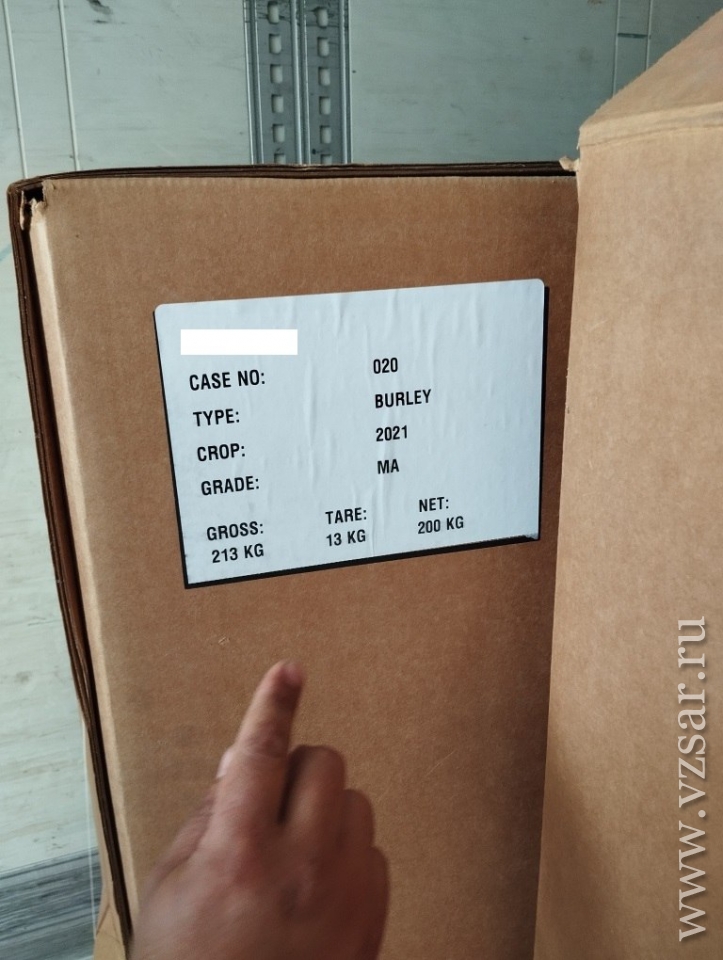 CASE NO: 020
TYPE: BURLEY
CROP: 2021
GRADE: MA
GROSS: TARE: NET:
213 KG 13 KG 200 KG
www.vzsar.ru